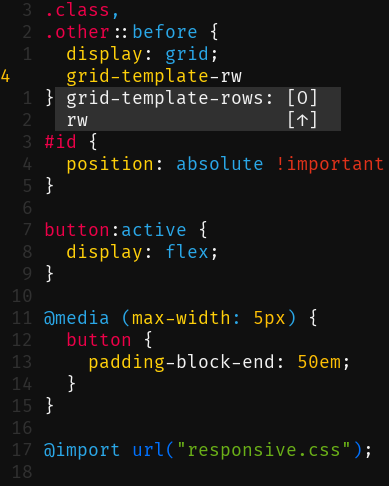 3 .class,
2 .other::before {
1   display: grid;
4   grid-template-rw
1 } grid-template-rows: [O]
2   rw [↑]
3 #id {
4   position: absolute !important
5 }
6
7 button:active {
8   display: flex;
9 }
10
11 @media (max-width: 5px) {
12   button {
13     padding-block-end: 50em;
14   }
15 }
16
17 @import url("responsive.css");
18